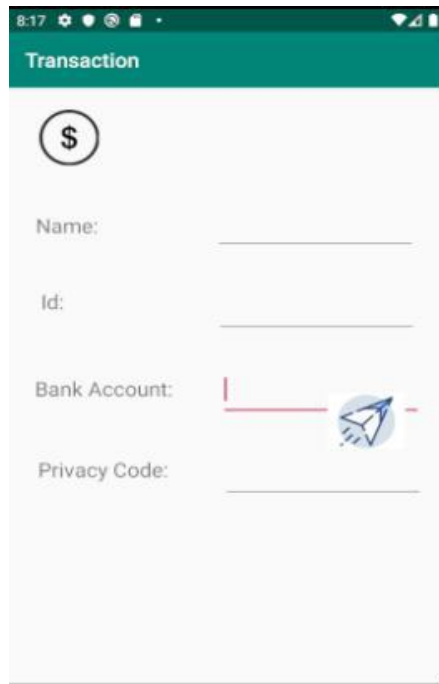 8:17
Transaction
$
Name:
Id:
Bank Account:
Privacy Code: